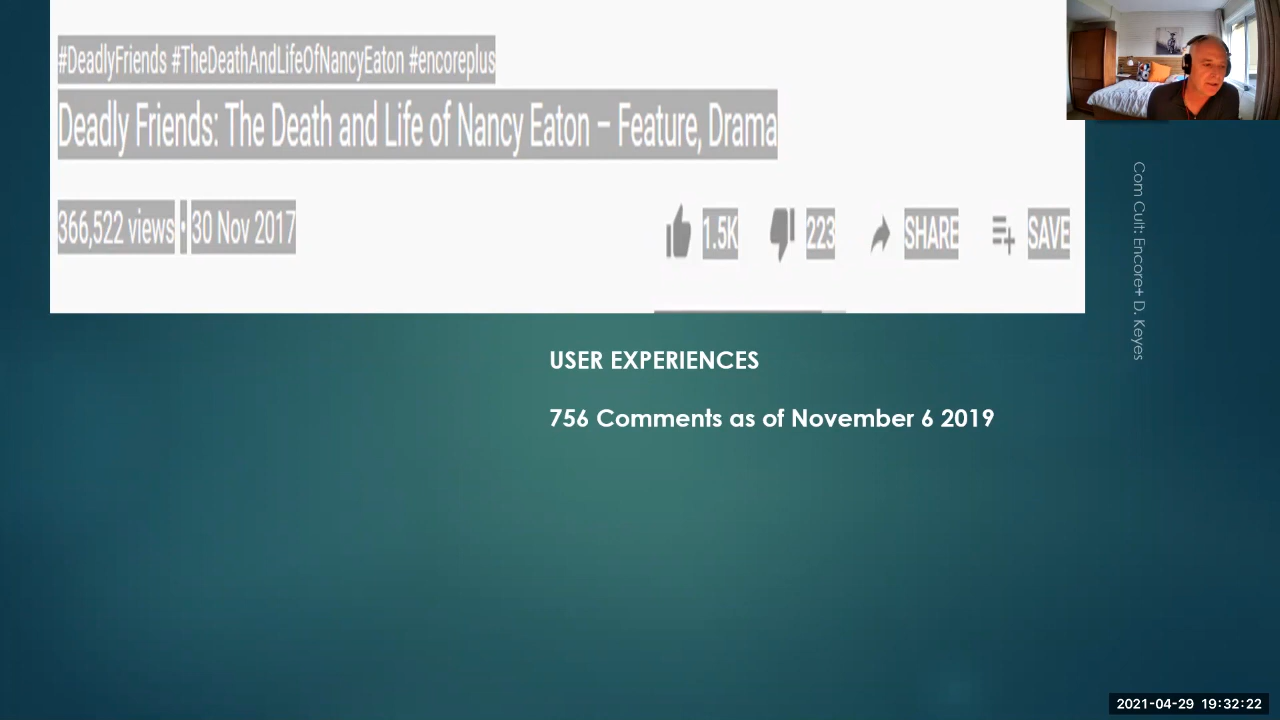 #DeadlyFriends #TheDeathAndLifeOfNancyEaton #encoreplus
Deadly Friends: The Death and Life of Nancy Eaton – Feature, Drama
366,522 views • 30 Nov 2017
1.5K 223 SHARE SAVE
USER EXPERIENCES
756 Comments as of November 6 2019
Com Cult: Encore+ D. Keyes
2021-04-29 19:32:22